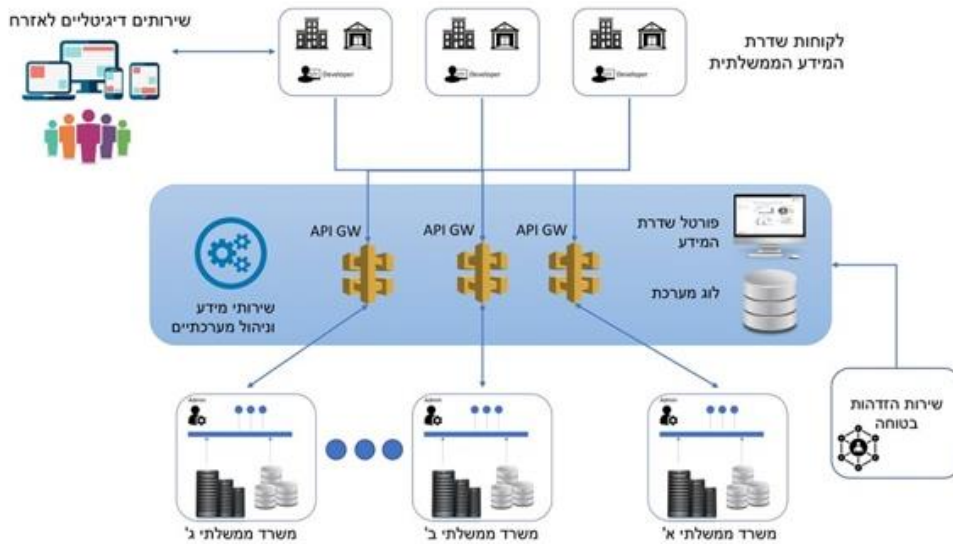 שירותים דיגיטליים לאזרח
לקוחות שדרת
המידע הממשלתית
Developer
Developer
Developer
API GW
API GW
API GW
פורטל שדרת
המידע
לוג מערכת
שירותי מידע
וניהול מערכתיים
שירות הזדהות
בטוחה
Admin
Admin
Admin
משרד ממשלתי א'
משרד ממשלתי ב'
משרד ממשלתי ג'